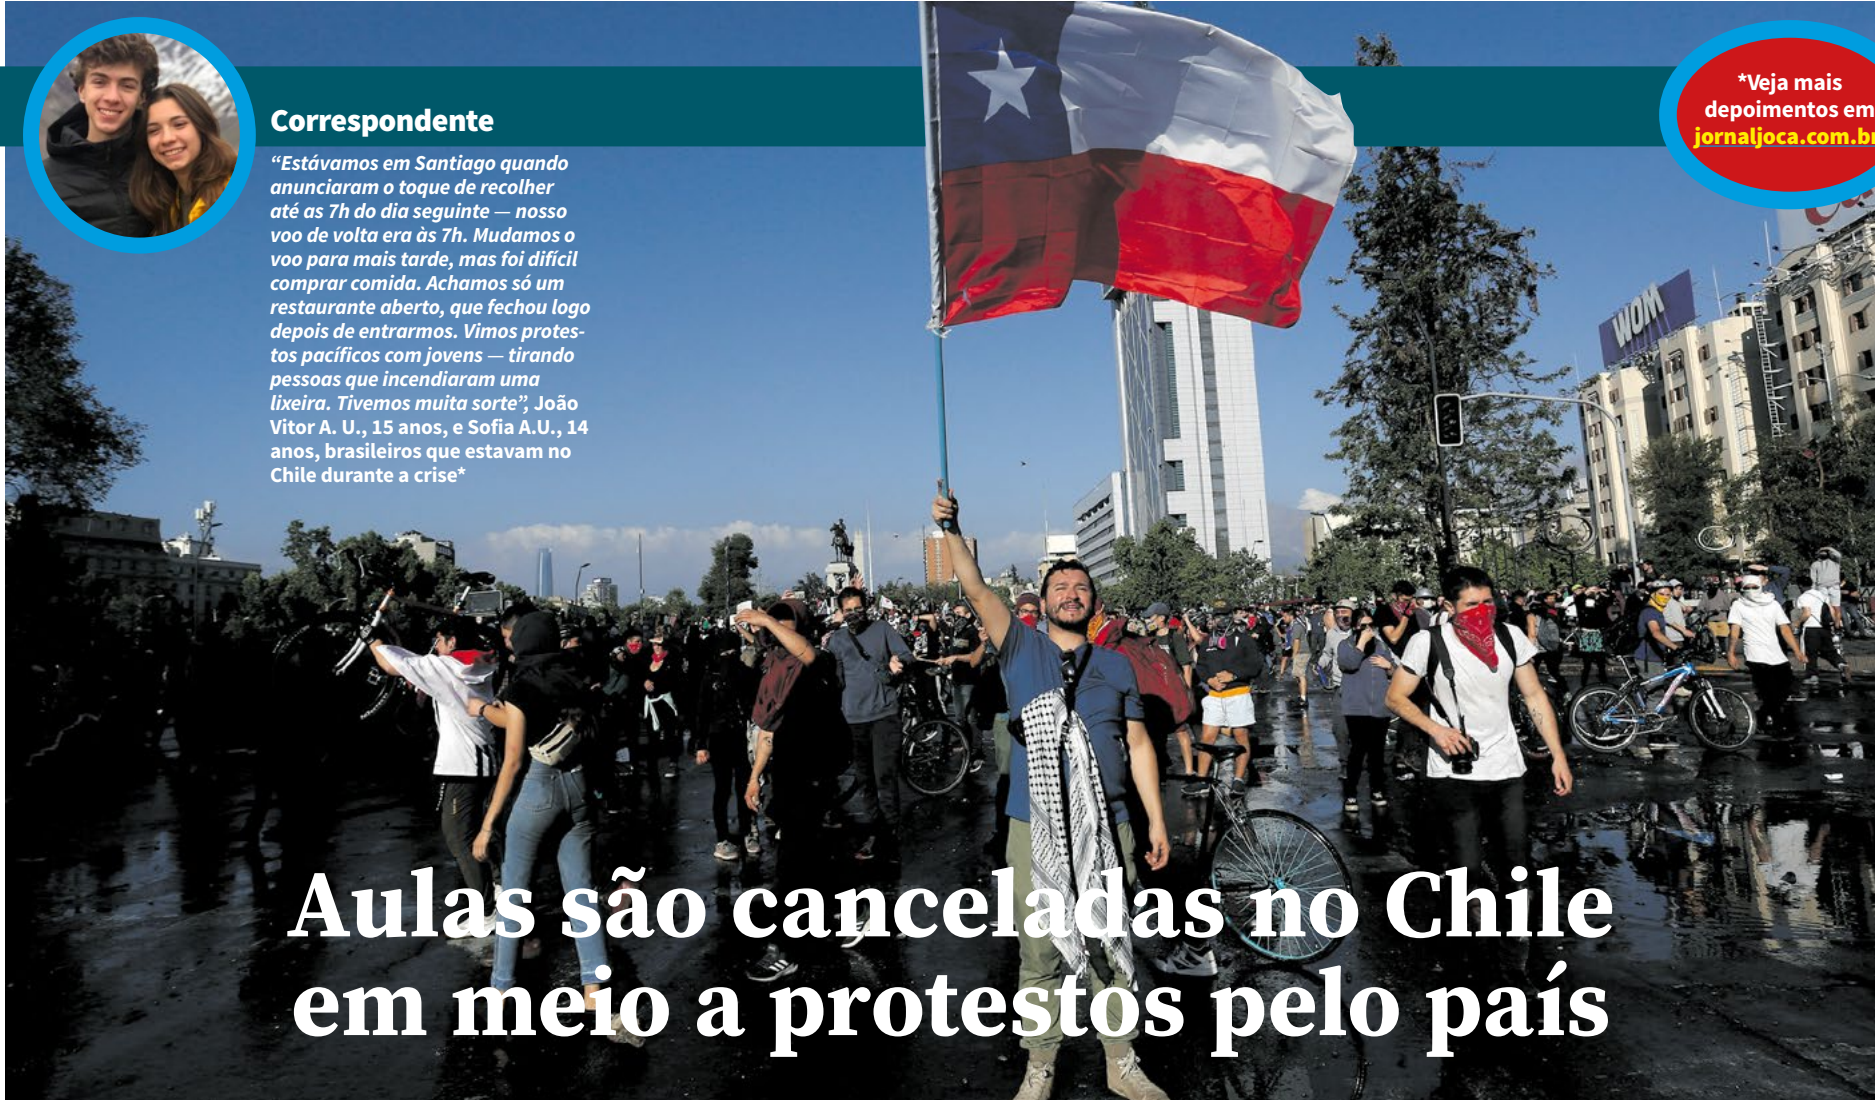 Correspondente
“Estávamos em Santiago quando
anunciaram o toque de recolher
até as 7h do dia seguinte — nosso
voo de volta era às 7h. Mudamos o
voo para mais tarde, mas foi difícil
comprar comida. Achamos só um
restaurante aberto, que fechou logo
depois de entrarmos. Vimos protes-
tos pacíficos com jovens — tirando
pessoas que incendiaram uma
lixeira. Tivemos muita sorte”, João
Vitor A. U., 15 anos, e Sofia A.U., 14
anos, brasileiros que estavam no
Chile durante a crise*
*Veja mais
depoimentos em
jornaljoca.com.br
WOM
Aulas são canceladas no Chile
em meio a protestos pelo país